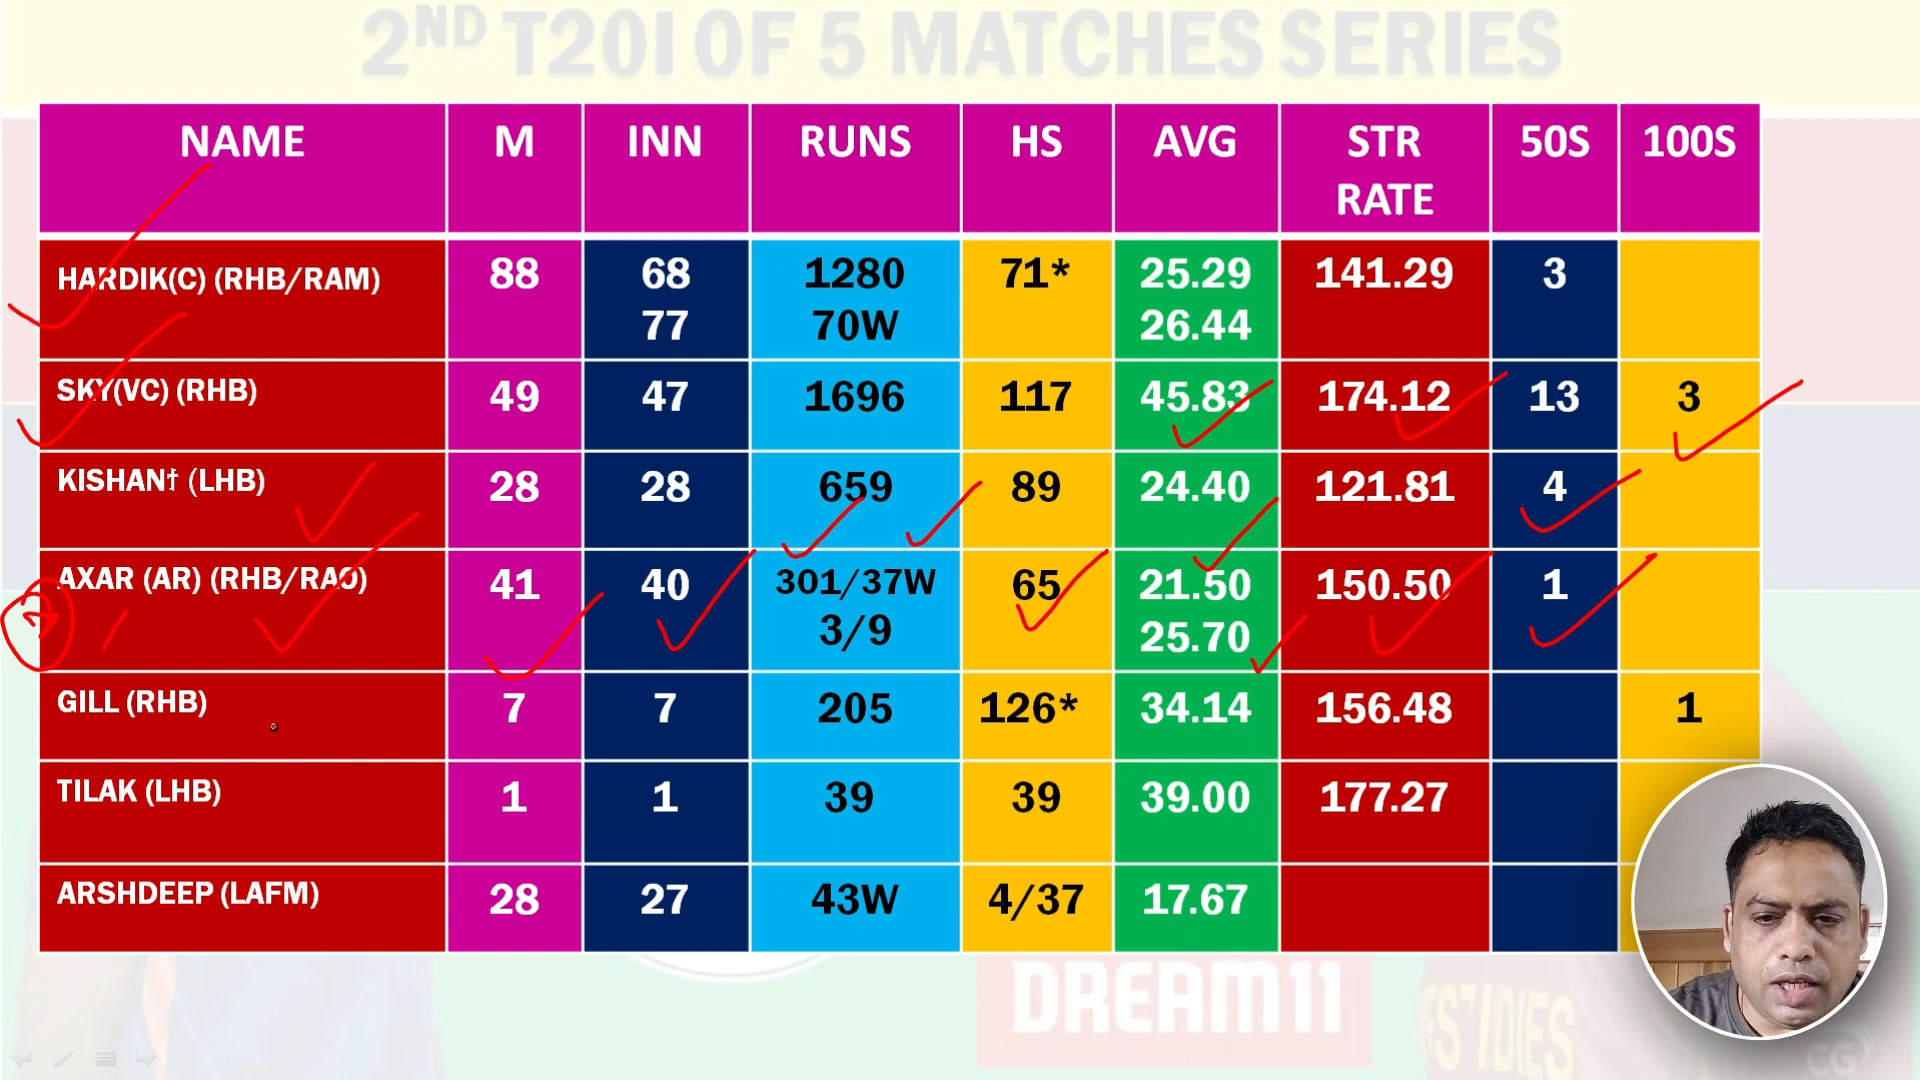 2ND T20I OF 5 MATCHES SERIES
NAME M INN RUNS HS AVG STR RATE 50S 100S
HARDIK(C) (RHB/RAM) 88 68 1280 71* 25.29 141.29 3
77 70W 26.44
SKY(VC) (RHB) 49 47 1696 117 45.83 174.12 13 3
KISHAN† (LHB) 28 28 659 89 24.40 121.81 4
AXAR (AR) (RHB/RAO) 41 40 301/37W 65 21.50 150.50 1
3/9 25.70
GILL (RHB) 7 7 205 126* 34.14 156.48 1
TILAK (LHB) 1 1 39 39 39.00 177.27
ARSHDEEP (LAFM) 28 27 43W 4/37 17.67
DREAM11
CG